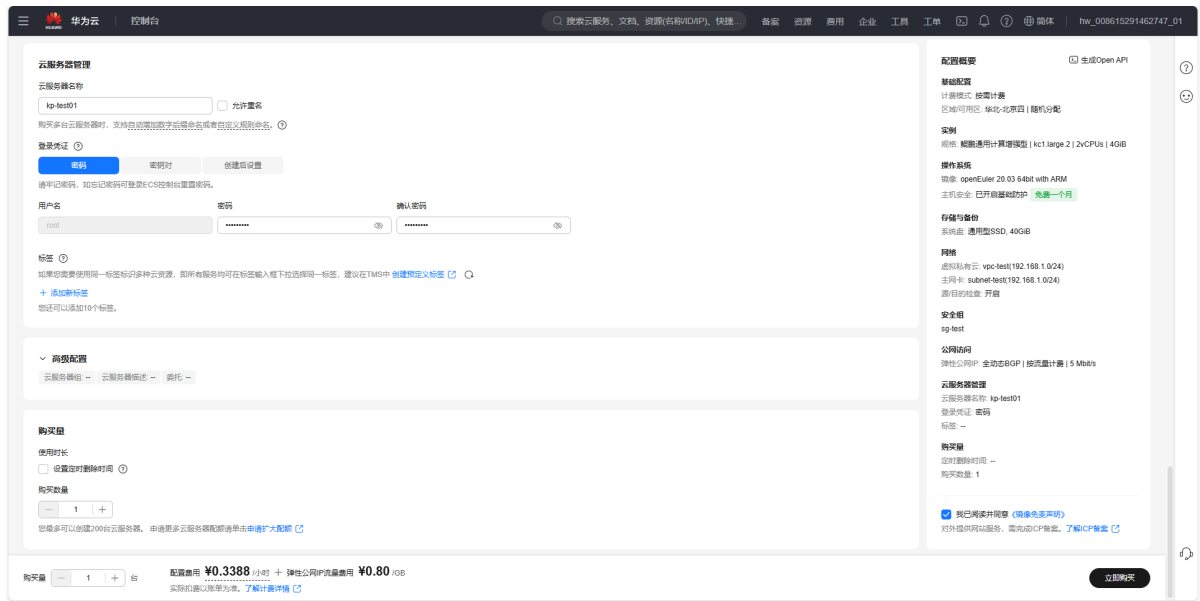 HUAWEI 华为云 控制台 搜索云服务、文档、资源(名称/ID/IP)、快捷... 备案 资源 费用 企业 工具 工单 简体 hw_008615291462747_01
云服务器管理
云服务器名称
kp-test01 允许重名
购买多台云服务器时，支持自动增加数字后缀命名或者自定义规则命名。
登录凭证
密码 密钥对 创建后设置
请牢记密码，如忘记密码可登录ECS控制台重置密码。
用户名 密码 确认密码
root ••••••••• •••••••••
标签
如果您需要使用同一标签标识多种云资源，即所有服务均可在标签输入框下拉选择同一标签，建议在TMS中 创建预定义标签
+ 添加新标签
您还可以添加10个标签。
高级配置
云服务器组: -- 云服务器描述: -- 委托: --
购买量
使用时长
设置定时删除时间
购买数量
— 1 +
您最多可以创建200台云服务器。 申请更多云服务器配额请单击申请扩大配额
配置概要 生成Open API
基础配置
计费模式: 按需计费
区域/可用区: 华北-北京四 | 随机分配
实例
规格: 鲲鹏通用计算增强型 | kc1.large.2 | 2vCPUs | 4GiB
操作系统
镜像: openEuler 20.03 64bit with ARM
主机安全: 已开启基础防护 免费一个月
存储与备份
系统盘: 通用型SSD, 40GiB
网络
虚拟私有云: vpc-test(192.168.1.0/24)
主网卡: subnet-test(192.168.1.0/24)
源/目的检查: 开启
安全组
sg-test
公网访问
弹性公网IP: 全动态BGP | 按流量计费 | 5 Mbit/s
云服务器管理
云服务器名称: kp-test01
登录凭证: 密码
标签: --
购买量
定时删除时间: --
购买数量: 1
我已阅读并同意 《镜像免责声明》
对外提供网站服务，需完成ICP备案。 了解ICP备案
购买量 — 1 + 台 配置费用 ¥0.3388 /小时 + 弹性公网IP流量费用 ¥0.80 /GB 立即购买
实际扣费以账单为准。 了解计费详情